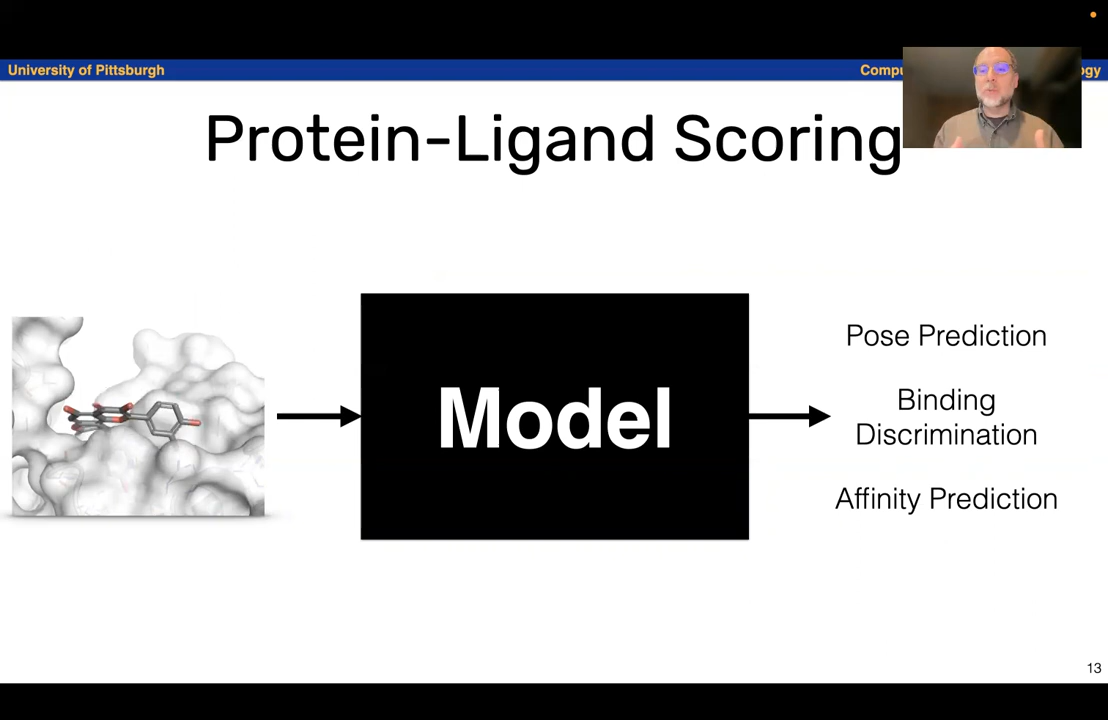 University of Pittsburgh
Protein-Ligand Scoring
Model
Pose Prediction
Binding
Discrimination
Affinity Prediction
13